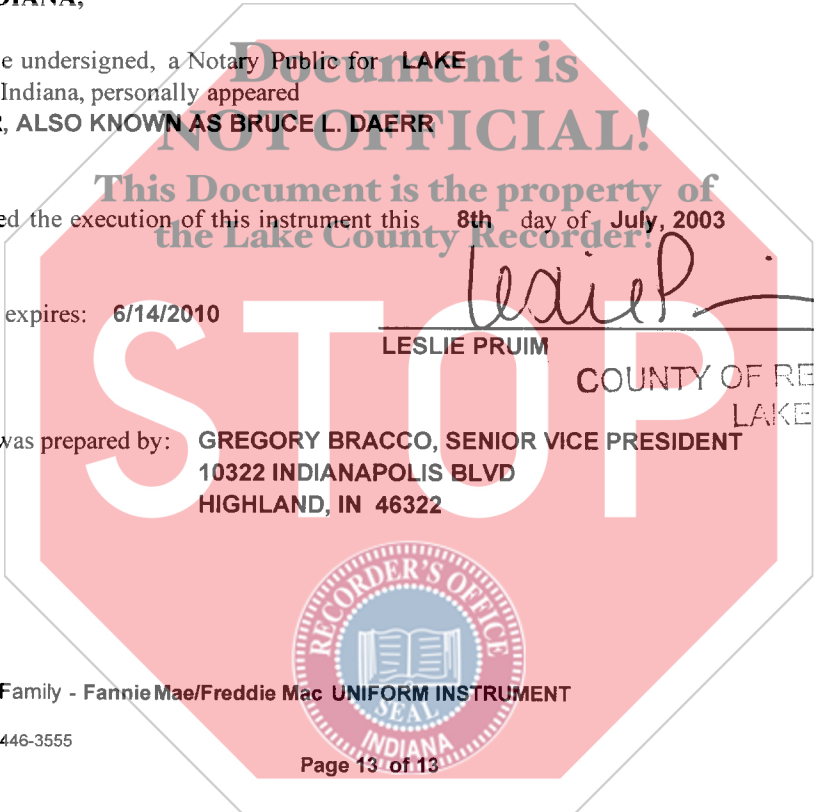 DIANA,
e undersigned, a Notary Public for LAKE
Document is
Indiana, personally appeared
NOT OFFICIAL!
R, ALSO KNOWN AS BRUCE L. DAERR
This Document is the property of
ed the execution of this instrument this 8th day of July, 2003
the Lake County Recorder!
Leslie P
expires: 6/14/2010
STOP
LESLIE PRUIM
COUNTY OF RE
LAKE
was prepared by: GREGORY BRACCO, SENIOR VICE PRESIDENT
10322 INDIANAPOLIS BLVD
HIGHLAND, IN 46322
RECORDER'S OFFICE
Family - Fannie Mae/Freddie Mac UNIFORM INSTRUMENT
SEAL
446-3555
INDIANA
Page 13 of 13